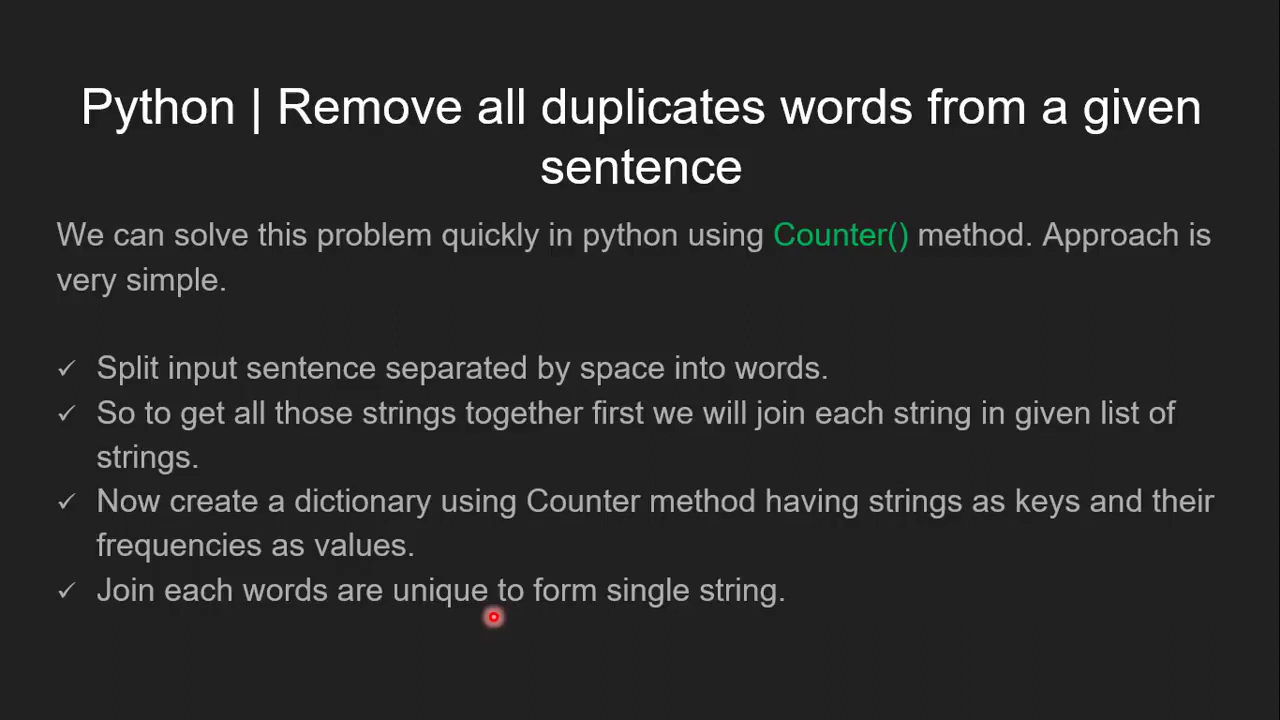 Python | Remove all duplicates words from a given
sentence
We can solve this problem quickly in python using Counter() method. Approach is
very simple.
✓ Split input sentence separated by space into words.
✓ So to get all those strings together first we will join each string in given list of
strings.
✓ Now create a dictionary using Counter method having strings as keys and their
frequencies as values.
✓ Join each words are unique to form single string.